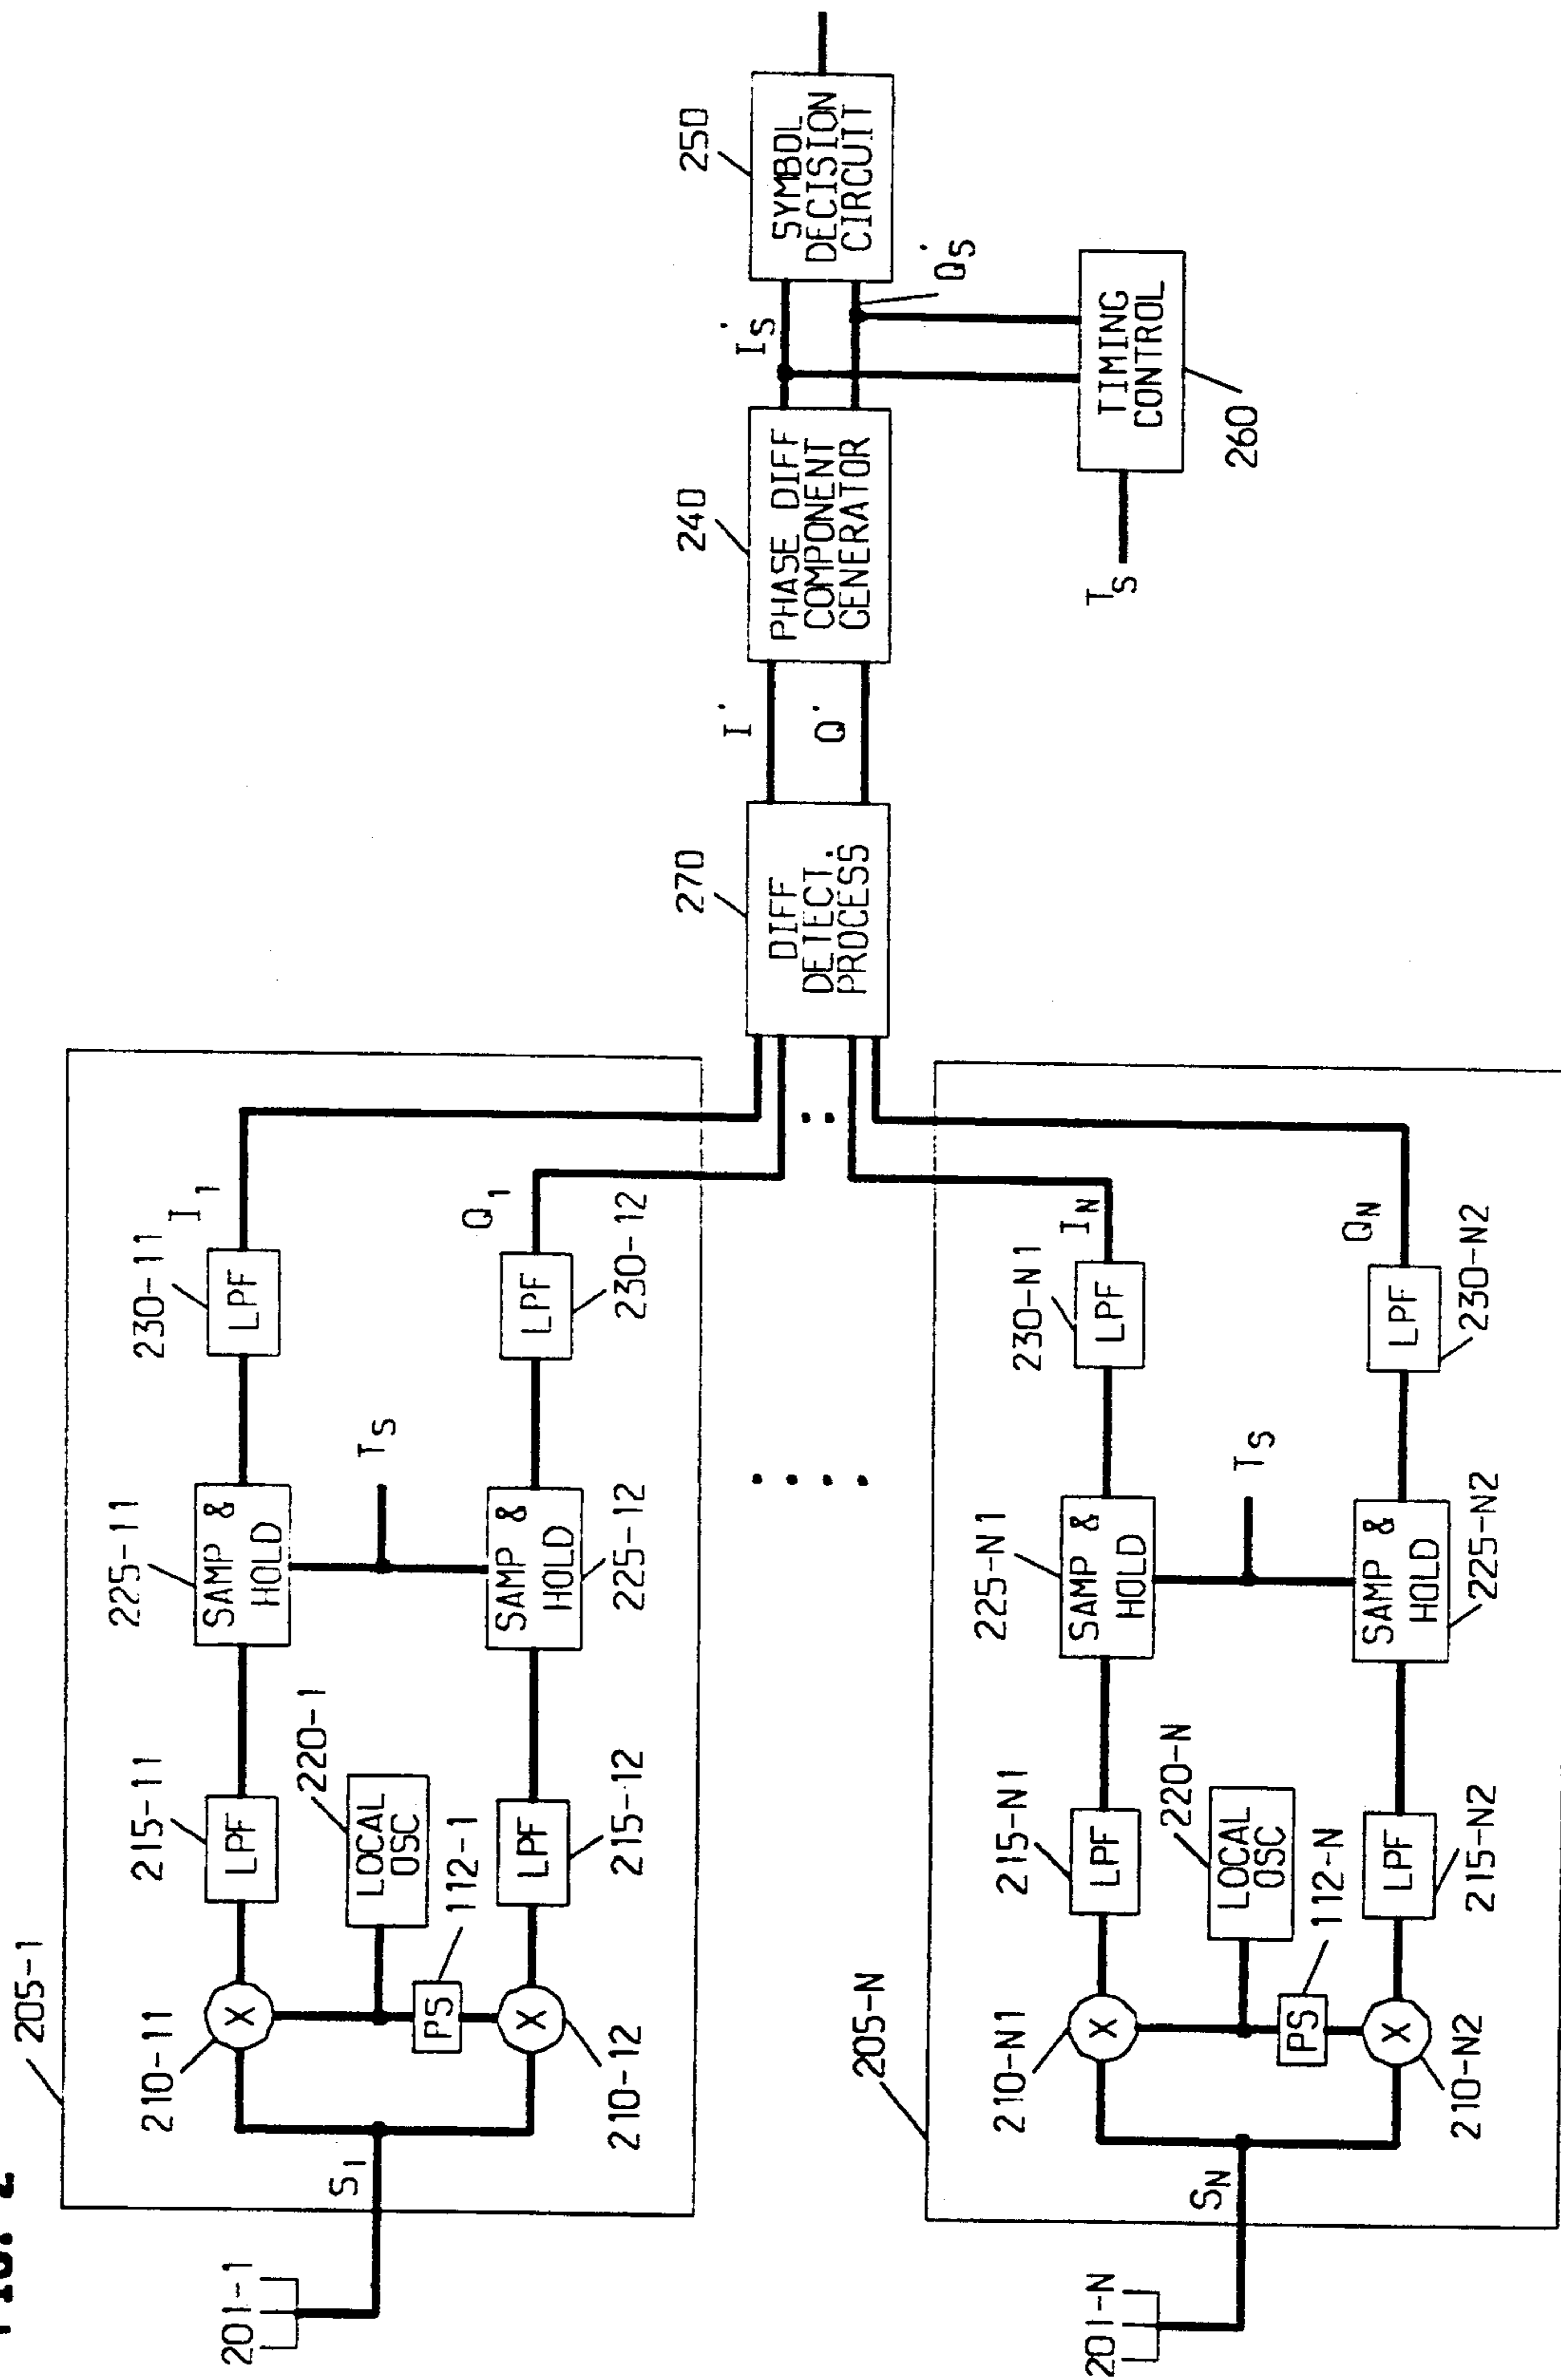 FIG. 2
205-1
201-1
S1
210-11
X
210-12
X
PS
112-1
LOCAL
OSC
220-1
215-11
LPF
215-12
LPF
225-11
SAMP &
HOLD
225-12
SAMP &
HOLD
TS
230-11
LPF
230-12
LPF
I1
Q1
205-N
201-N
SN
210-N1
X
210-N2
X
PS
112-N
LOCAL
OSC
220-N
215-N1
LPF
215-N2
LPF
225-N1
SAMP &
HOLD
225-N2
SAMP &
HOLD
TS
230-N1
LPF
230-N2
LPF
IN
QN
270
DIFF
DETECT.
PROCESS
I'
Q'
240
PHASE DIFF
COMPONENT
GENERATOR
I'S
Q'S
250
SYMBOL
DECISION
CIRCUIT
TIMING
CONTROL
260
TS